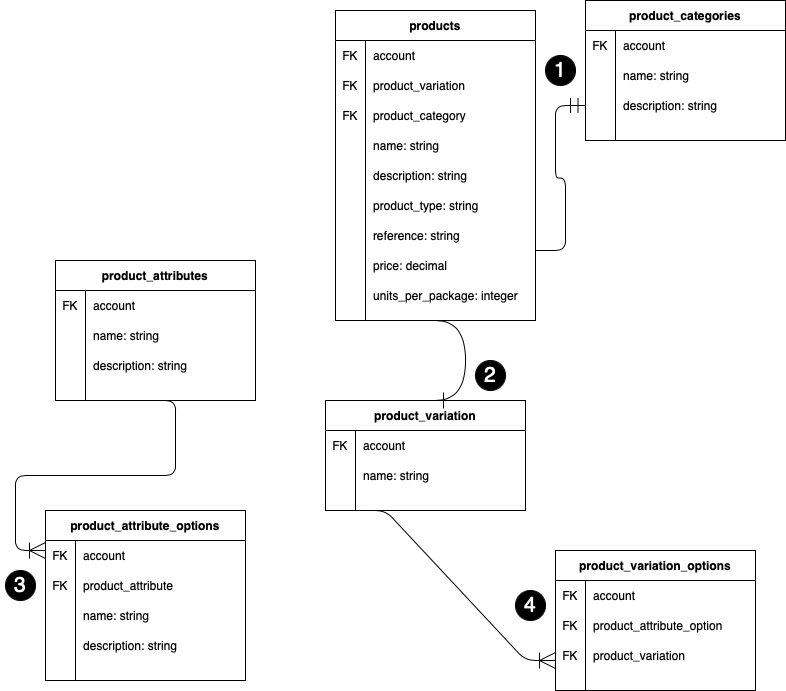 products
FK account
FK product_variation
FK product_category
name: string
description: string
product_type: string
reference: string
price: decimal
units_per_package: integer
1
product_categories
FK account
name: string
description: string
product_attributes
FK account
name: string
description: string
2
product_variation
FK account
name: string
3
product_attribute_options
FK account
FK product_attribute
name: string
description: string
4
product_variation_options
FK account
FK product_attribute_option
FK product_variation